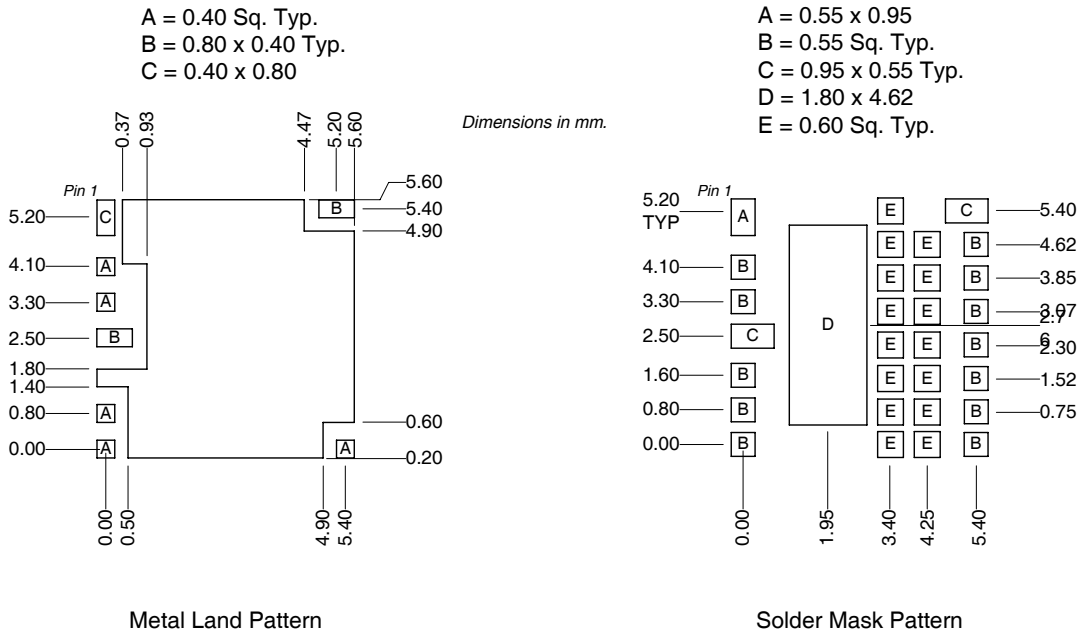 A = 0.40 Sq. Typ.
B = 0.80 x 0.40 Typ.
C = 0.40 x 0.80
A = 0.55 x 0.95
B = 0.55 Sq. Typ.
C = 0.95 x 0.55 Typ.
D = 1.80 x 4.62
E = 0.60 Sq. Typ.
Dimensions in mm.
0.37
0.93
4.47
5.20
5.60
Pin 1
5.20
C
B
5.60
5.40
4.90
4.10
A
3.30
A
2.50
B
1.80
1.40
0.80
A
0.60
0.00
A
A
0.20
0.00
0.50
4.90
5.40
Metal Land Pattern
Pin 1
5.20
TYP
A
E
C
5.40
E
E
B
4.62
4.10
B
E
E
B
3.85
3.30
B
D
E
E
B
3.07
2.7
6
2.50
C
E
E
B
2.30
1.60
B
E
E
B
1.52
0.80
B
E
E
B
0.75
0.00
B
E
E
B
0.00
1.95
3.40
4.25
5.40
Solder Mask Pattern